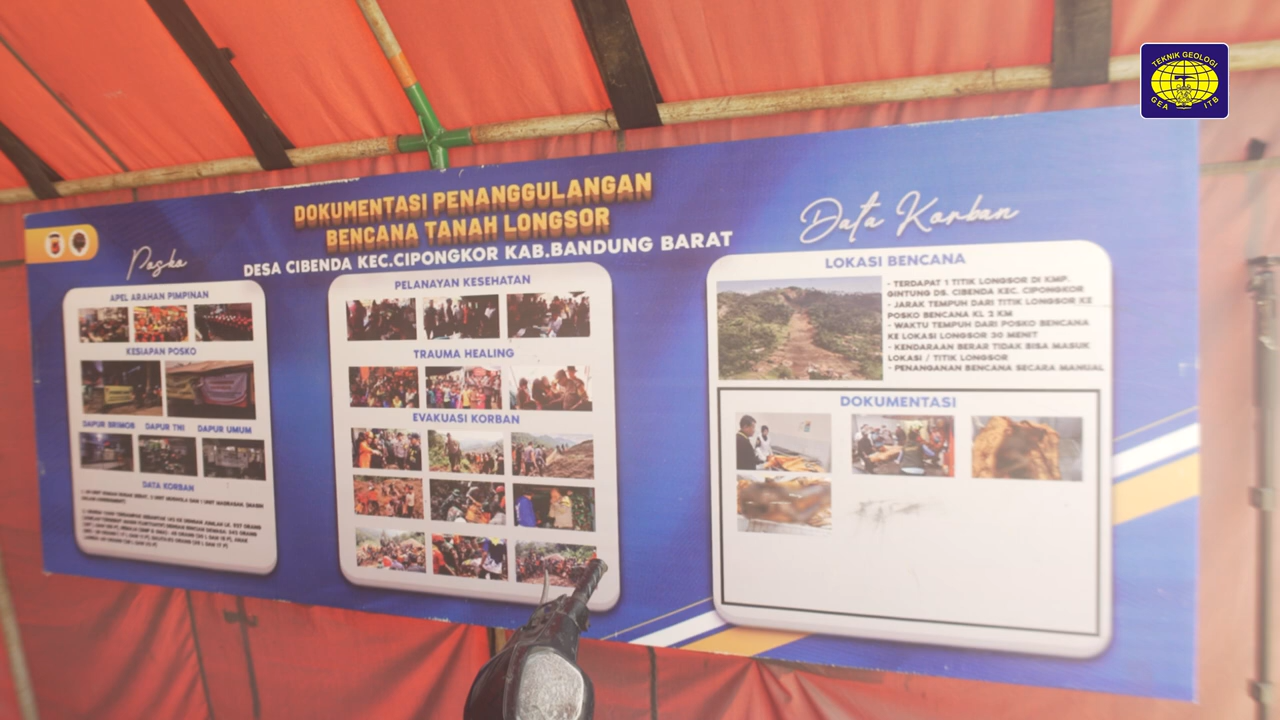 TEKNIK GEOLOGI
GEA ITB
DOKUMENTASI PENANGGULANGAN
BENCANA TANAH LONGSOR
DESA CIBENDA KEC.CIPONGKOR KAB.BANDUNG BARAT
Posko
APEL ARAHAN PIMPINAN
KESIAPAN POSKO
DAPUR BRIMOB DAPUR TNI DAPUR UMUM
DATA KORBAN
PELANAYAN KESEHATAN
TRAUMA HEALING
EVAKUASI KORBAN
Data Korban
LOKASI BENCANA
- TERDAPAT 1 TITIK LONGSOR DI KMP.
GINTUNG DS. CIBENDA KEC. CIPONGKOR
- JARAK TEMPUH DARI TITIK LONGSOR KE
POSKO BENCANA KL 2 KM
- WAKTU TEMPUH DARI POSKO BENCANA
KE LOKASI LONGSOR 30 MENIT
- KENDARAAN BERAR TIDAK BISA MASUK
LOKASI / TITIK LONGSOR
- PENANGANAN BENCANA SECARA MANUAL
DOKUMENTASI